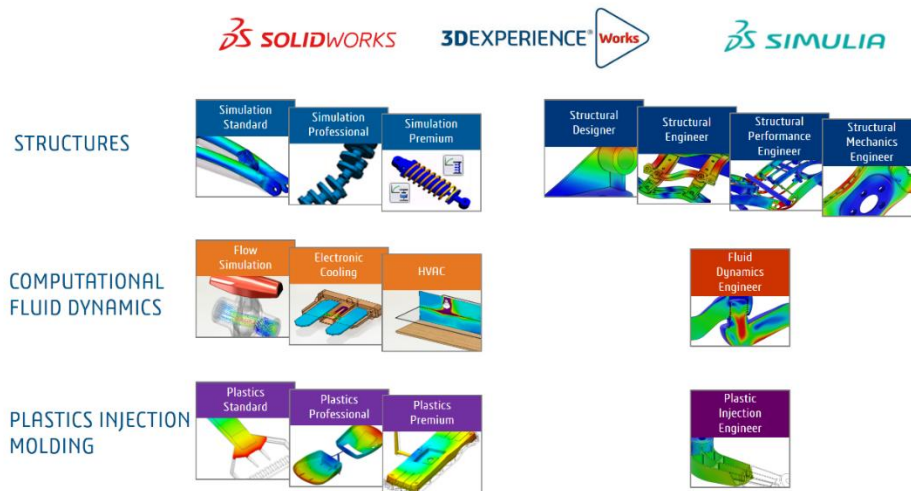 SOLIDWORKS
3DEXPERIENCE® Works
SIMULIA
STRUCTURES
Simulation
Standard
Simulation
Professional
Simulation
Premium
Structural
Designer
Structural
Engineer
Structural
Performance
Engineer
Structural
Mechanics
Engineer
COMPUTATIONAL
FLUID DYNAMICS
Flow
Simulation
Electronic
Cooling
HVAC
Fluid
Dynamics
Engineer
PLASTICS INJECTION
MOLDING
Plastics
Standard
Plastics
Professional
Plastics
Premium
Plastic
Injection
Engineer